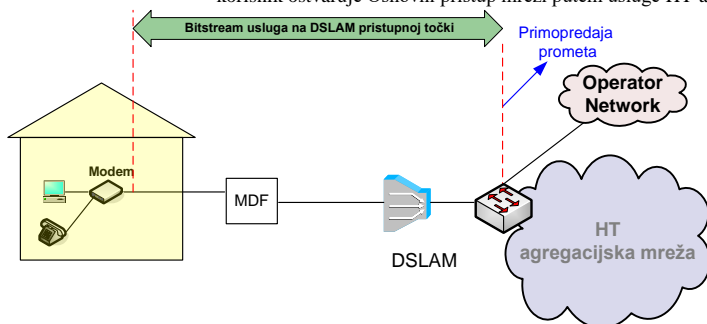 korisnik ostvaruje Osnovni pristup mreži putem usluge HT a
Bitstream usluga na DSLAM pristupnoj točki
Primopredaja
prometa
Operator
Network
Modem
MDF
DSLAM
HT
agregacijska mreža